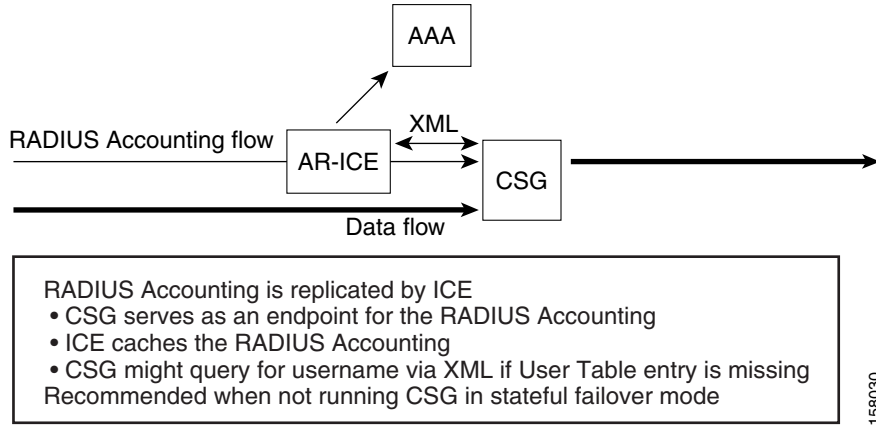 AAA
XML
RADIUS Accounting flow
AR-ICE
CSG
Data flow
RADIUS Accounting is replicated by ICE
• CSG serves as an endpoint for the RADIUS Accounting
• ICE caches the RADIUS Accounting
• CSG might query for username via XML if User Table entry is missing
Recommended when not running CSG in stateful failover mode
158030